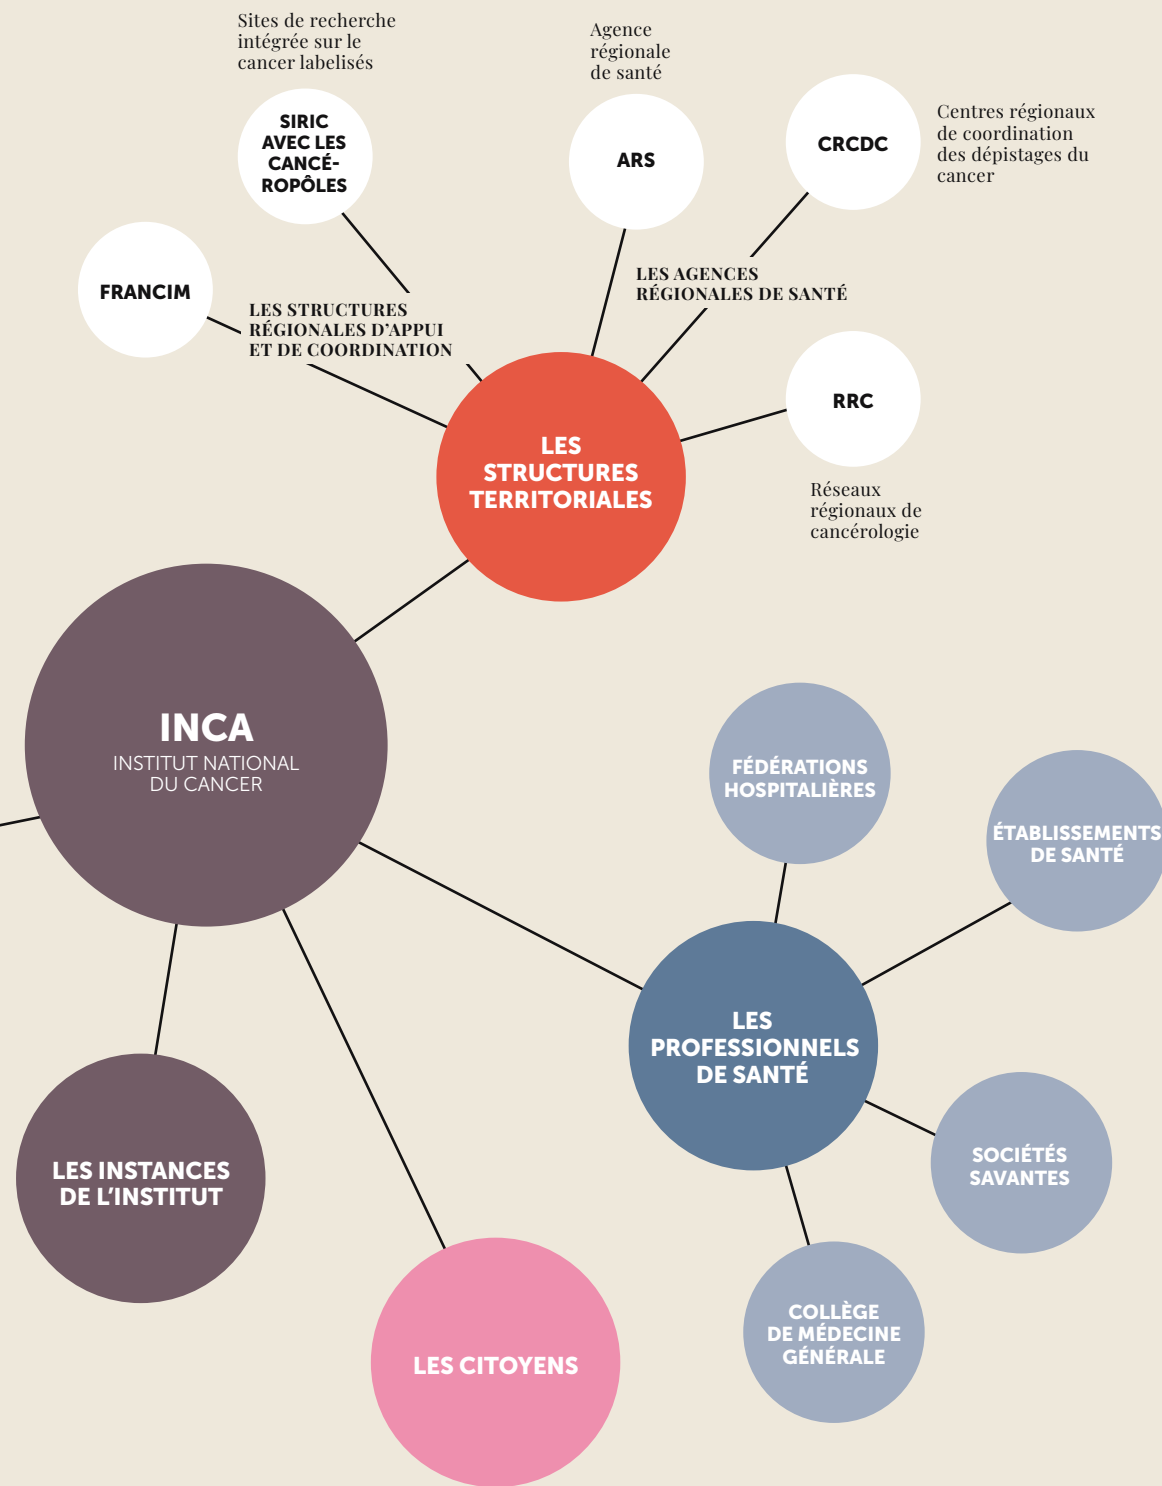 Sites de recherche
intégrée sur le
cancer labelisés
SIRIC
AVEC LES
CANCÉ-
ROPÔLES
Agence
régionale
de santé
ARS
CRCDC
Centres régionaux
de coordination
des dépistages du
cancer
FRANCIM
LES STRUCTURES
RÉGIONALES D’APPUI
ET DE COORDINATION
LES AGENCES
RÉGIONALES DE SANTÉ
RRC
Réseaux
régionaux de
cancérologie
LES
STRUCTURES
TERRITORIALES
INCA
INSTITUT NATIONAL
DU CANCER
FÉDÉRATIONS
HOSPITALIÈRES
ÉTABLISSEMENTS
DE SANTÉ
LES
PROFESSIONNELS
DE SANTÉ
SOCIÉTÉS
SAVANTES
COLLÈGE
DE MÉDECINE
GÉNÉRALE
LES INSTANCES
DE L’INSTITUT
LES CITOYENS